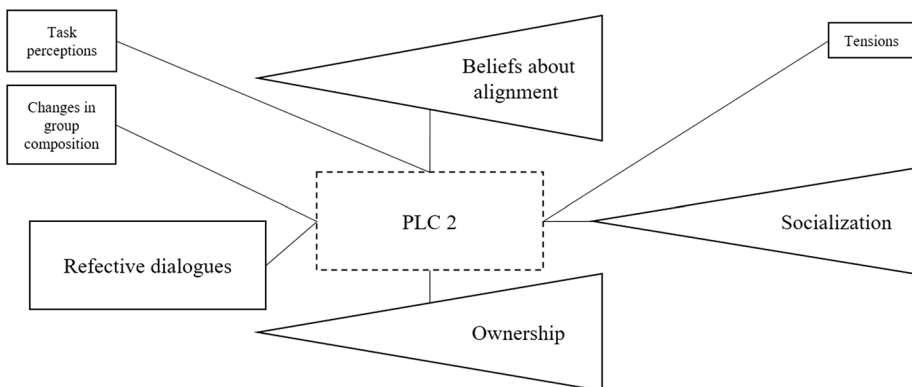 Task
perceptions
Beliefs about
alignment
Tensions
Changes in
group
composition
PLC 2
Socialization
Refective dialogues
Ownership